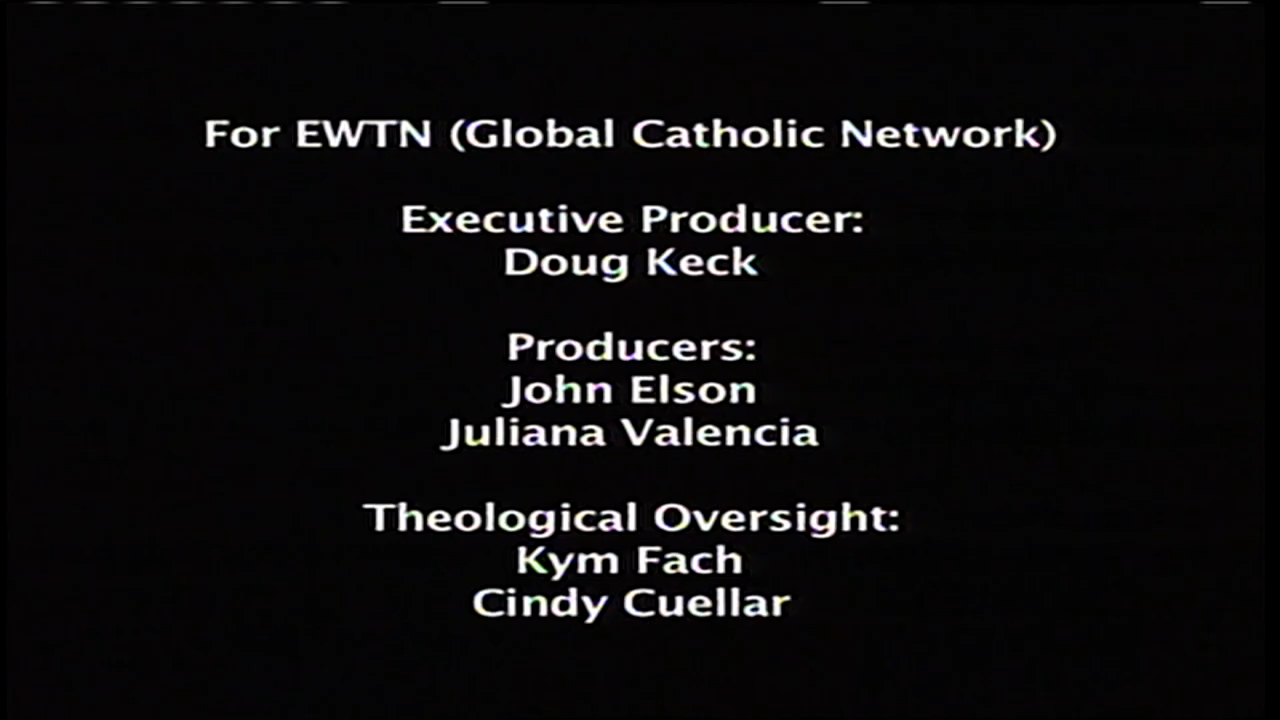 For EWTN (Global Catholic Network)
Executive Producer:
Doug Keck
Producers:
John Elson
Juliana Valencia
Theological Oversight:
Kym Fach
Cindy Cuellar